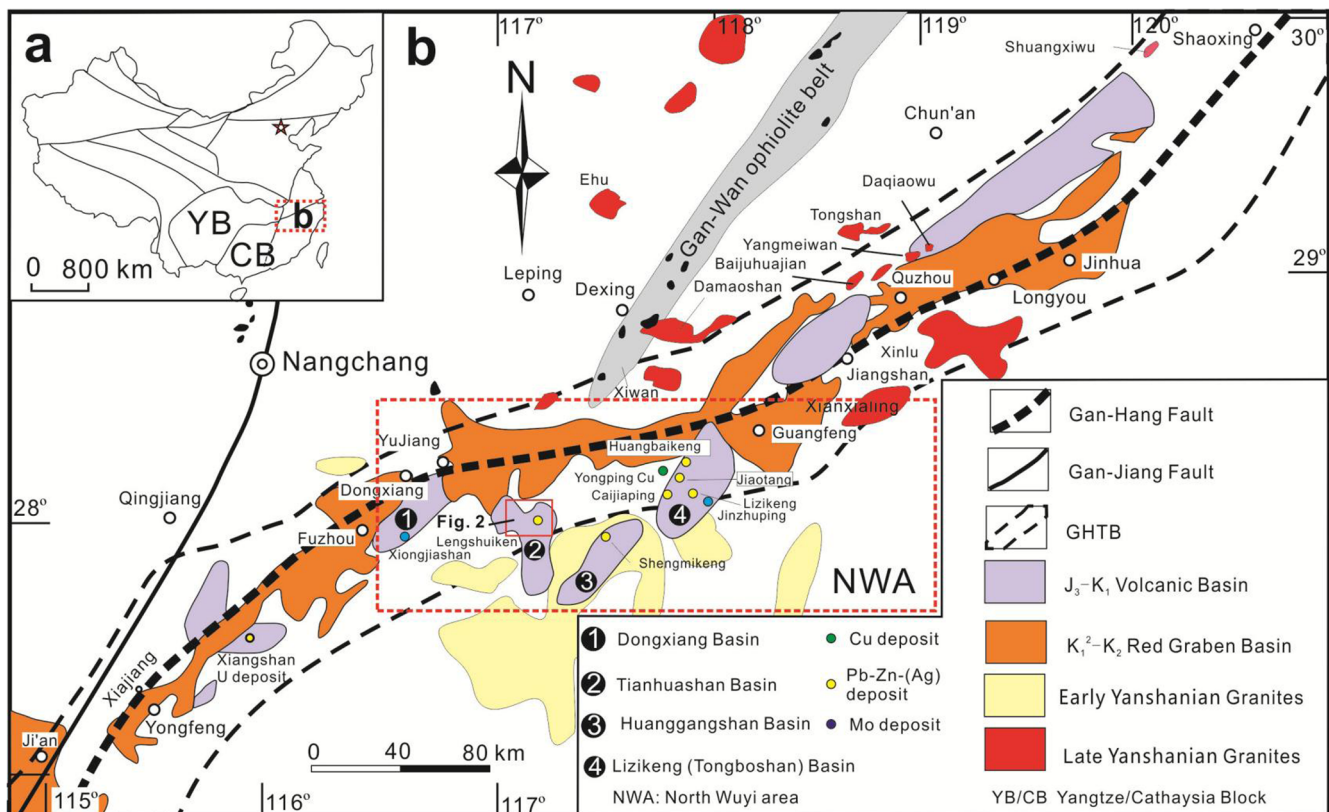 a
YB
CB
b
0 800 km
b
117°
118°
119°
120°
30°
29°
28°
115°
116°
117°
N
Shuangxiwu
Shaoxing
Gan-Wan ophiolite belt
Chun'an
Ehu
Daqiaowu
Tongshan
Yangmeiwan
Baijuhuajian
Leping
Dexing
Damaoshan
Quzhou
Jinhua
Longyou
Nangchang
Xiwan
Xinlu
Jiangshan
Xianxialing
YuJiang
Guangfeng
Huangbaikeng
Dongxiang
Yongping Cu
Jiaotang
Caijiaping
Lizikeng
Jinzhuping
Qingjiang
Fig. 2
Fuzhou
Lengshuiken
Xiongjiashan
Shengmikeng
1
2
3
4
NWA
Xiangshan
U deposit
Xiajiang
Yongfeng
Ji'an
0 40 80 km
1 Dongxiang Basin
2 Tianhuashan Basin
3 Huanggangshan Basin
4 Lizikeng (Tongboshan) Basin
NWA: North Wuyi area
Cu deposit
Pb-Zn-(Ag)
deposit
Mo deposit
Gan-Hang Fault
Gan-Jiang Fault
GHTB
J₃-K₁ Volcanic Basin
K₁²-K₂ Red Graben Basin
Early Yanshanian Granites
Late Yanshanian Granites
YB/CB Yangtze/Cathaysia Block